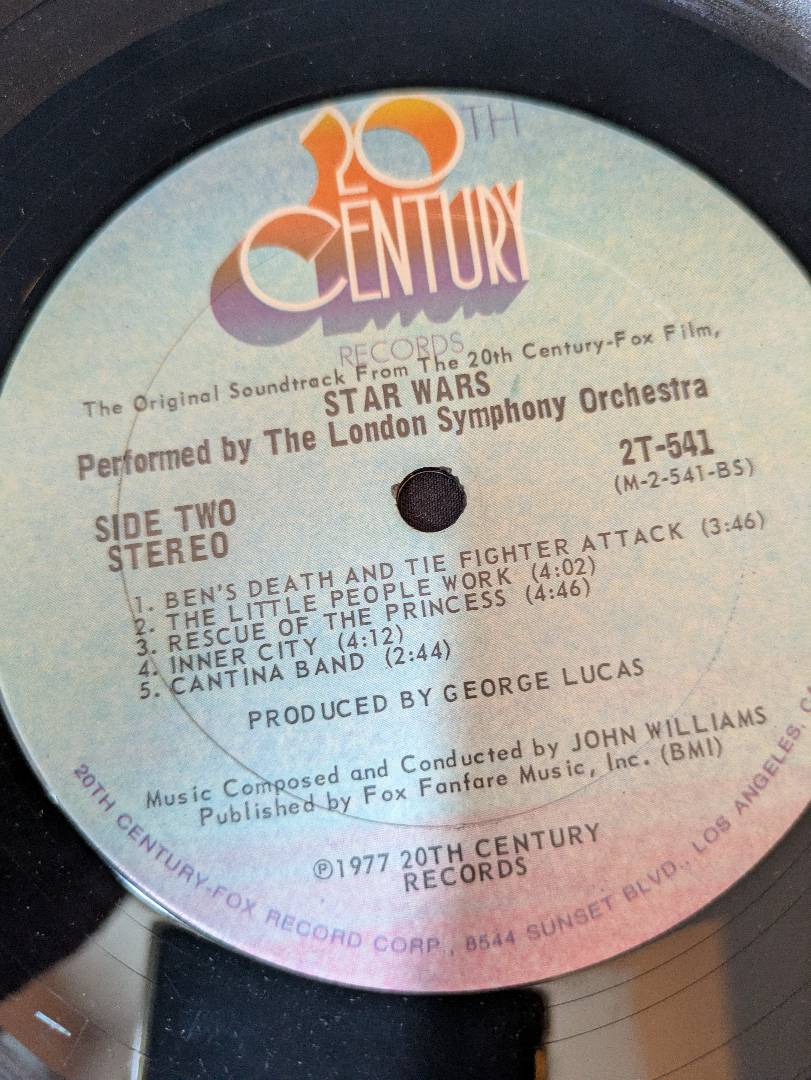 20TH
CENTURY
RECORDS
The Original Soundtrack From The 20th Century-Fox Film,
STAR WARS
Performed by The London Symphony Orchestra
2T-541
(M-2-541-BS)
SIDE TWO
STEREO
1. BEN'S DEATH AND TIE FIGHTER ATTACK (3:46)
2. THE LITTLE PEOPLE WORK (4:02)
3. RESCUE OF THE PRINCESS (4:46)
4. INNER CITY (4:12)
5. CANTINA BAND (2:44)
PRODUCED BY GEORGE LUCAS
Music Composed and Conducted by JOHN WILLIAMS
Published by Fox Fanfare Music, Inc. (BMI)
℗1977 20TH CENTURY
RECORDS
20TH CENTURY-FOX RECORD CORP., 8544 SUNSET BLVD., LOS ANGELES,